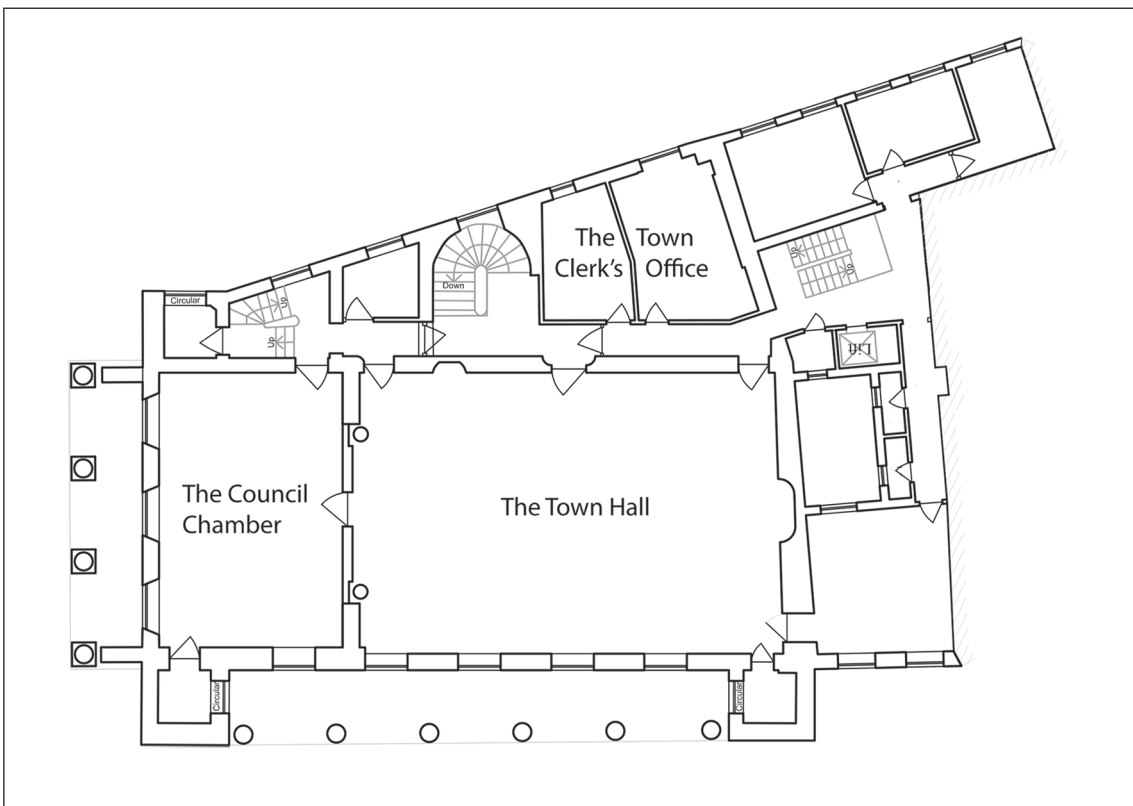 The
Clerk's
Town
Office
Down
Up
Up
Up
Up
Circular
Lift
The Council
Chamber
The Town Hall
Circular
Circular